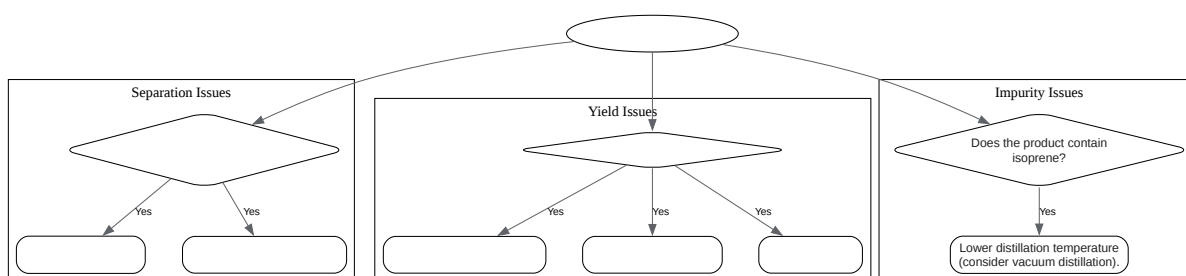 Separation Issues
Yield Issues
Impurity Issues
Does the product contain
isoprene?
Yes
Yes
Yes
Yes
Yes
Yes
Lower distillation temperature
(consider vacuum distillation).